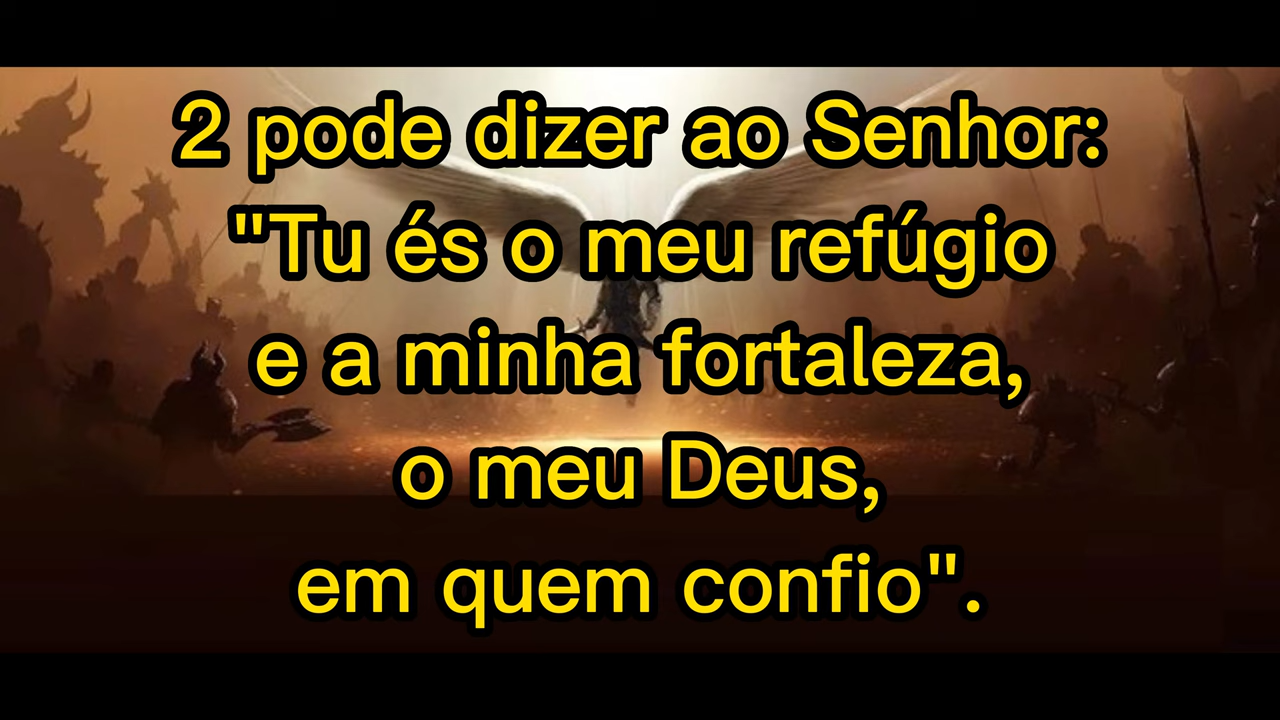 2 pode dizer ao Senhor:
"Tu és o meu refúgio
e a minha fortaleza,
o meu Deus,
em quem confio".